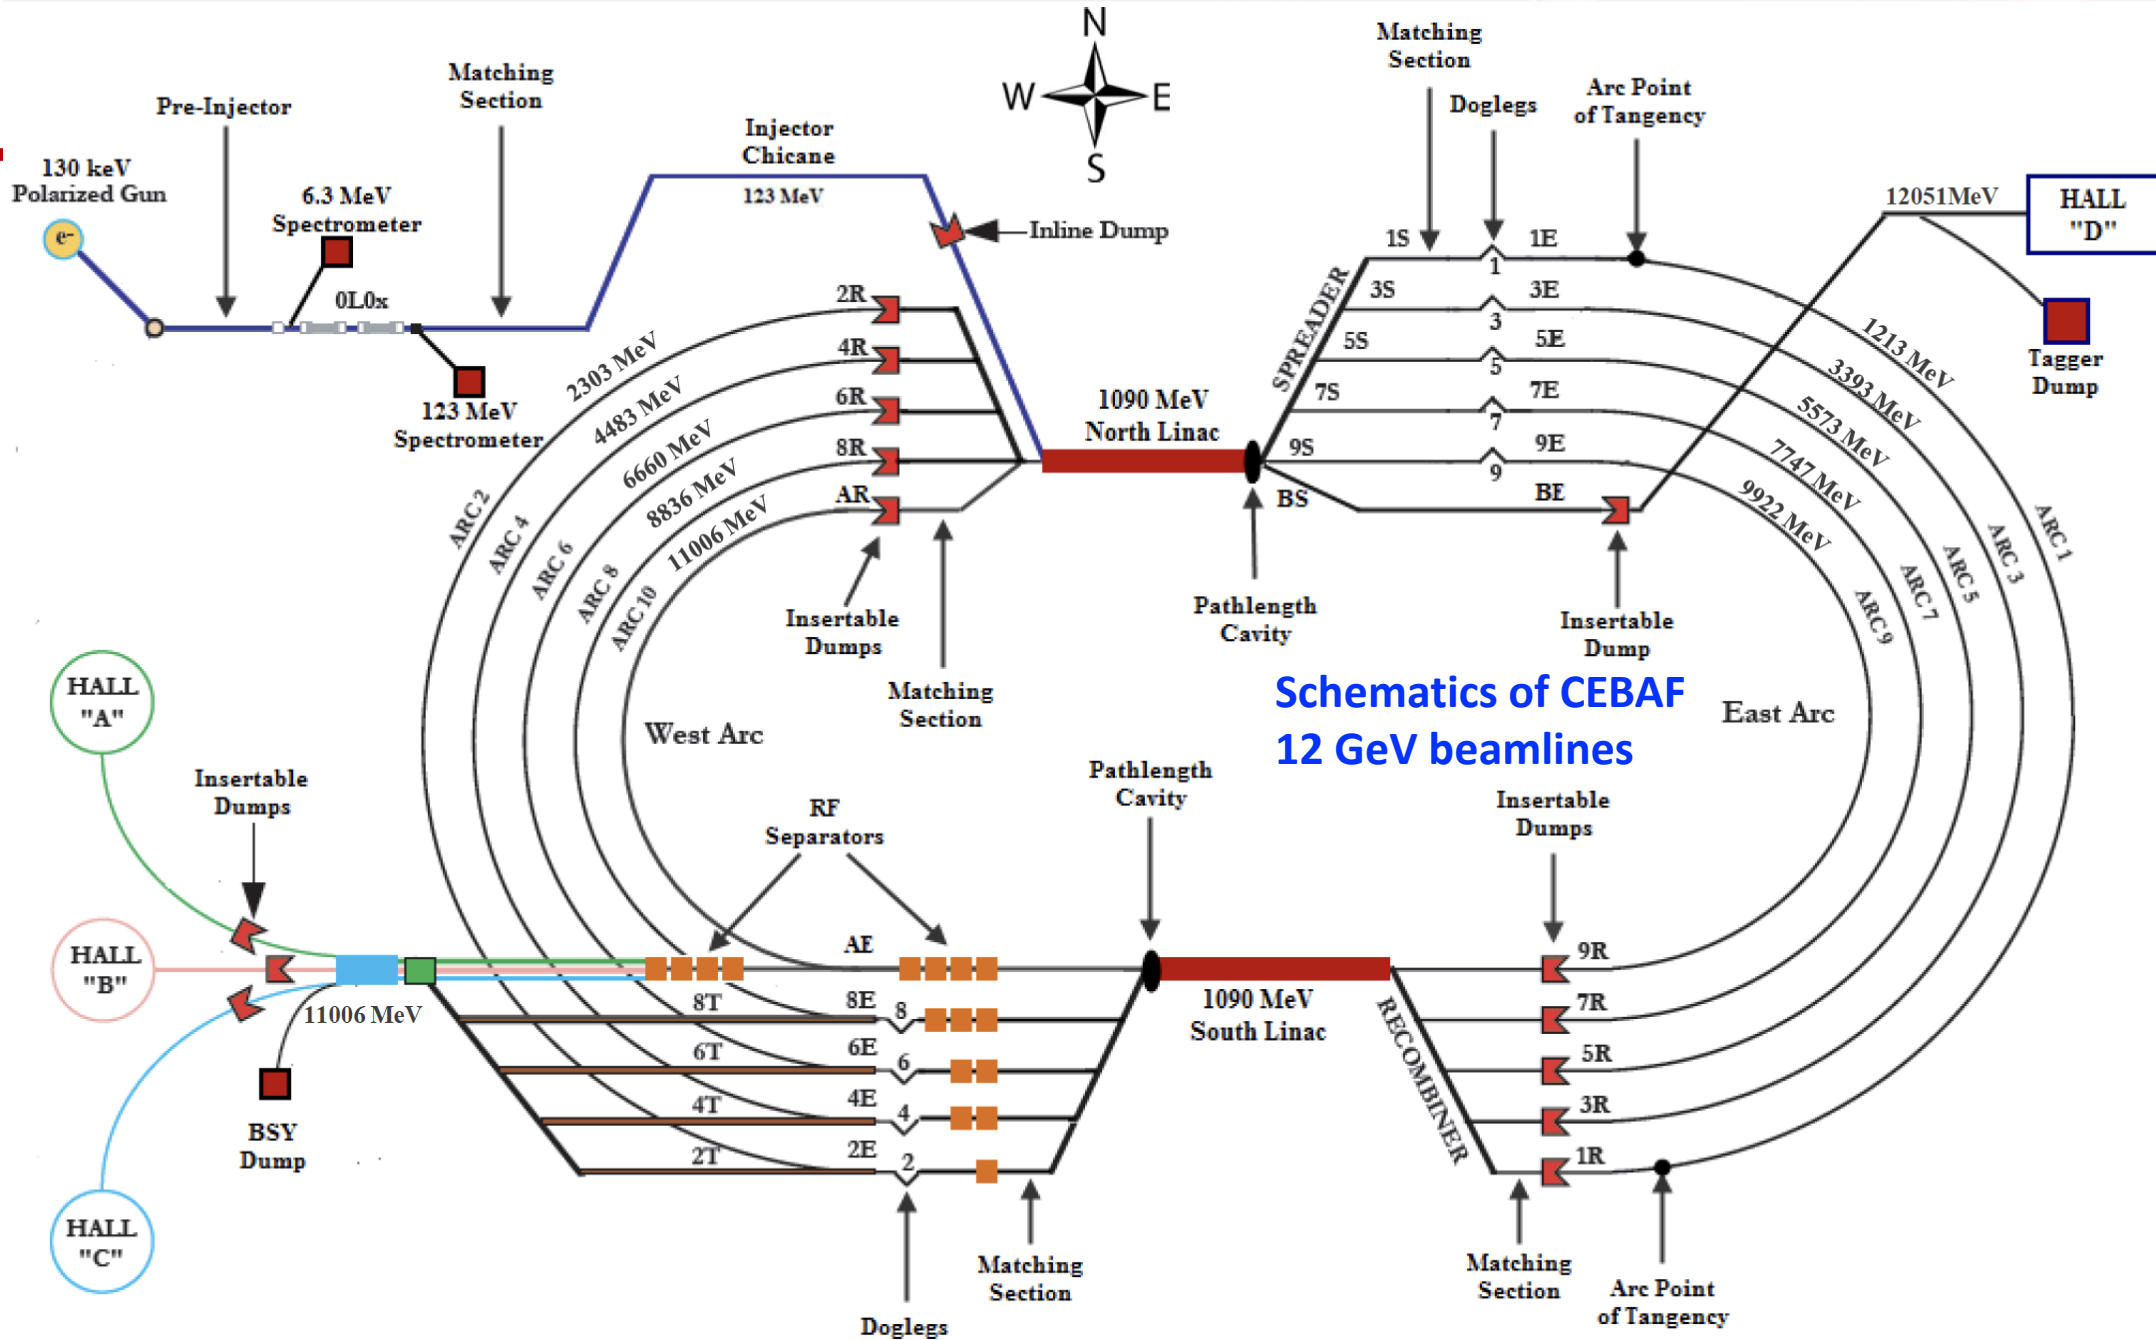 N
W
E
S
Matching
Section
Pre-Injector
130 keV
Polarized Gun
e-
6.3 MeV
Spectrometer
0L0x
123 MeV
Spectrometer
Matching
Section
Injector
Chicane
123 MeV
Inline Dump
Doglegs
Arc Point
of Tangency
12051MeV
HALL
"D"
Tagger
Dump
1S
1
1E
3S
3
3E
5S
5
5E
7S
7
7E
9S
9
9E
BS
BE
SPREADER
1213 MeV
3393 MeV
5573 MeV
7747 MeV
9922 MeV
ARC 1
ARC 3
ARC 5
ARC 7
ARC 9
2R
4R
6R
8R
AR
2303 MeV
4483 MeV
6660 MeV
8836 MeV
11006 MeV
ARC 2
ARC 4
ARC 6
ARC 8
ARC 10
1090 MeV
North Linac
Insertable
Dumps
Matching
Section
Pathlength
Cavity
Insertable
Dump
Schematics of CEBAF
12 GeV beamlines
West Arc
East Arc
HALL
"A"
Insertable
Dumps
HALL
"B"
HALL
"C"
11006 MeV
BSY
Dump
RF
Separators
Pathlength
Cavity
Insertable
Dumps
AE
8T
8E
8
6T
6E
6
4T
4E
4
2T
2E
2
1090 MeV
South Linac
RECOMBINER
9R
7R
5R
3R
1R
Doglegs
Matching
Section
Matching
Section
Arc Point
of Tangency